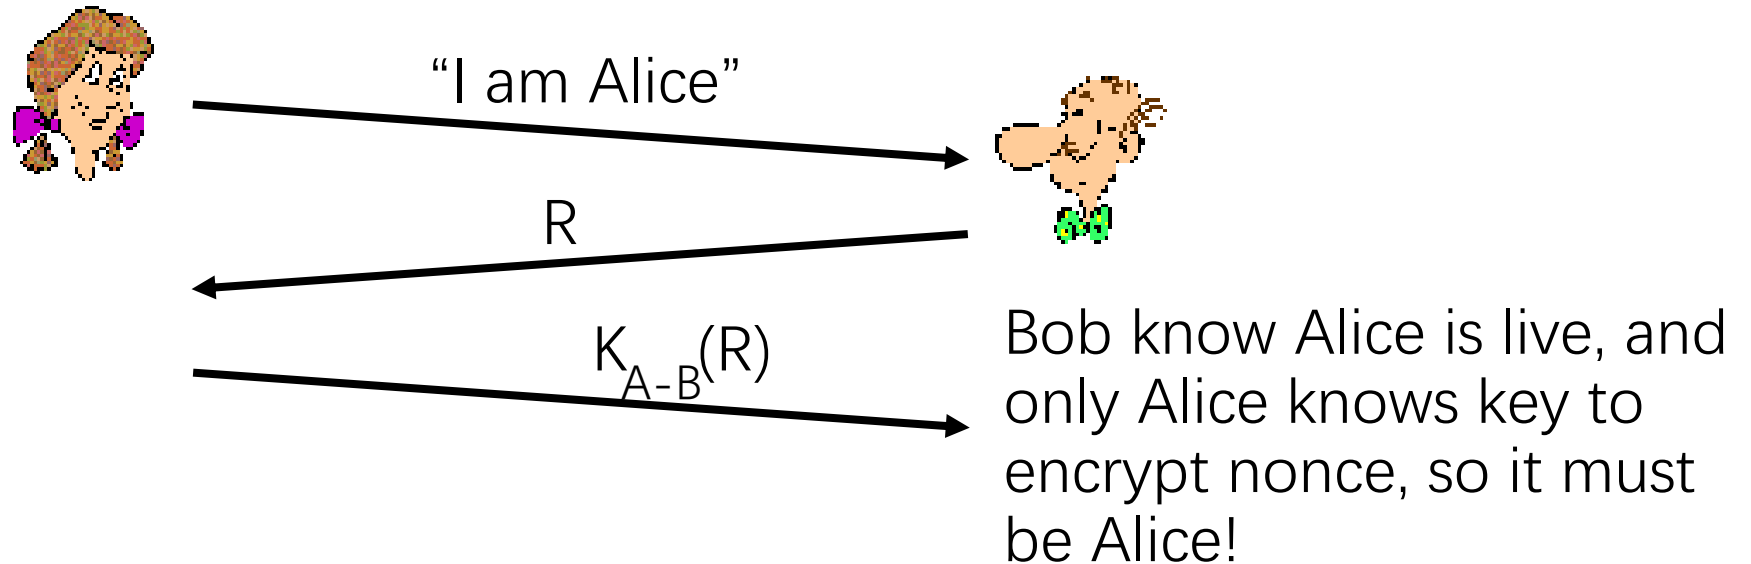 “I am Alice”
R
K_A-B(R)
Bob know Alice is live, and
only Alice knows key to
encrypt nonce, so it must
be Alice!